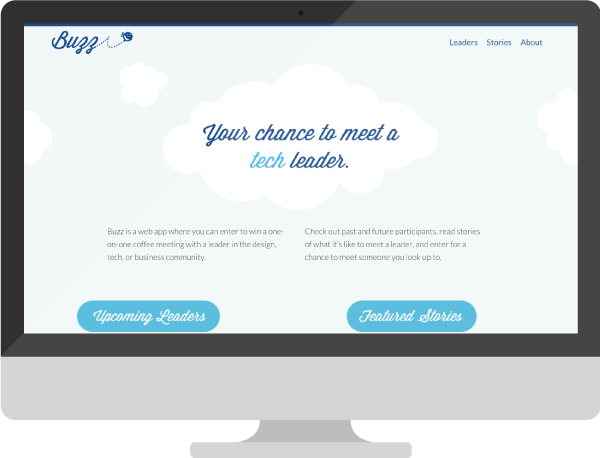 Buzz
Leaders Stories About
Your chance to meet a
tech leader.
Buzz is a web app where you can enter to win a one-
on-one coffee meeting with a leader in the design,
tech, or business community.
Check out past and future participants, read stories
of what it's like to meet a leader, and enter for a
chance to meet someone you look up to.
Upcoming Leaders
Featured Stories